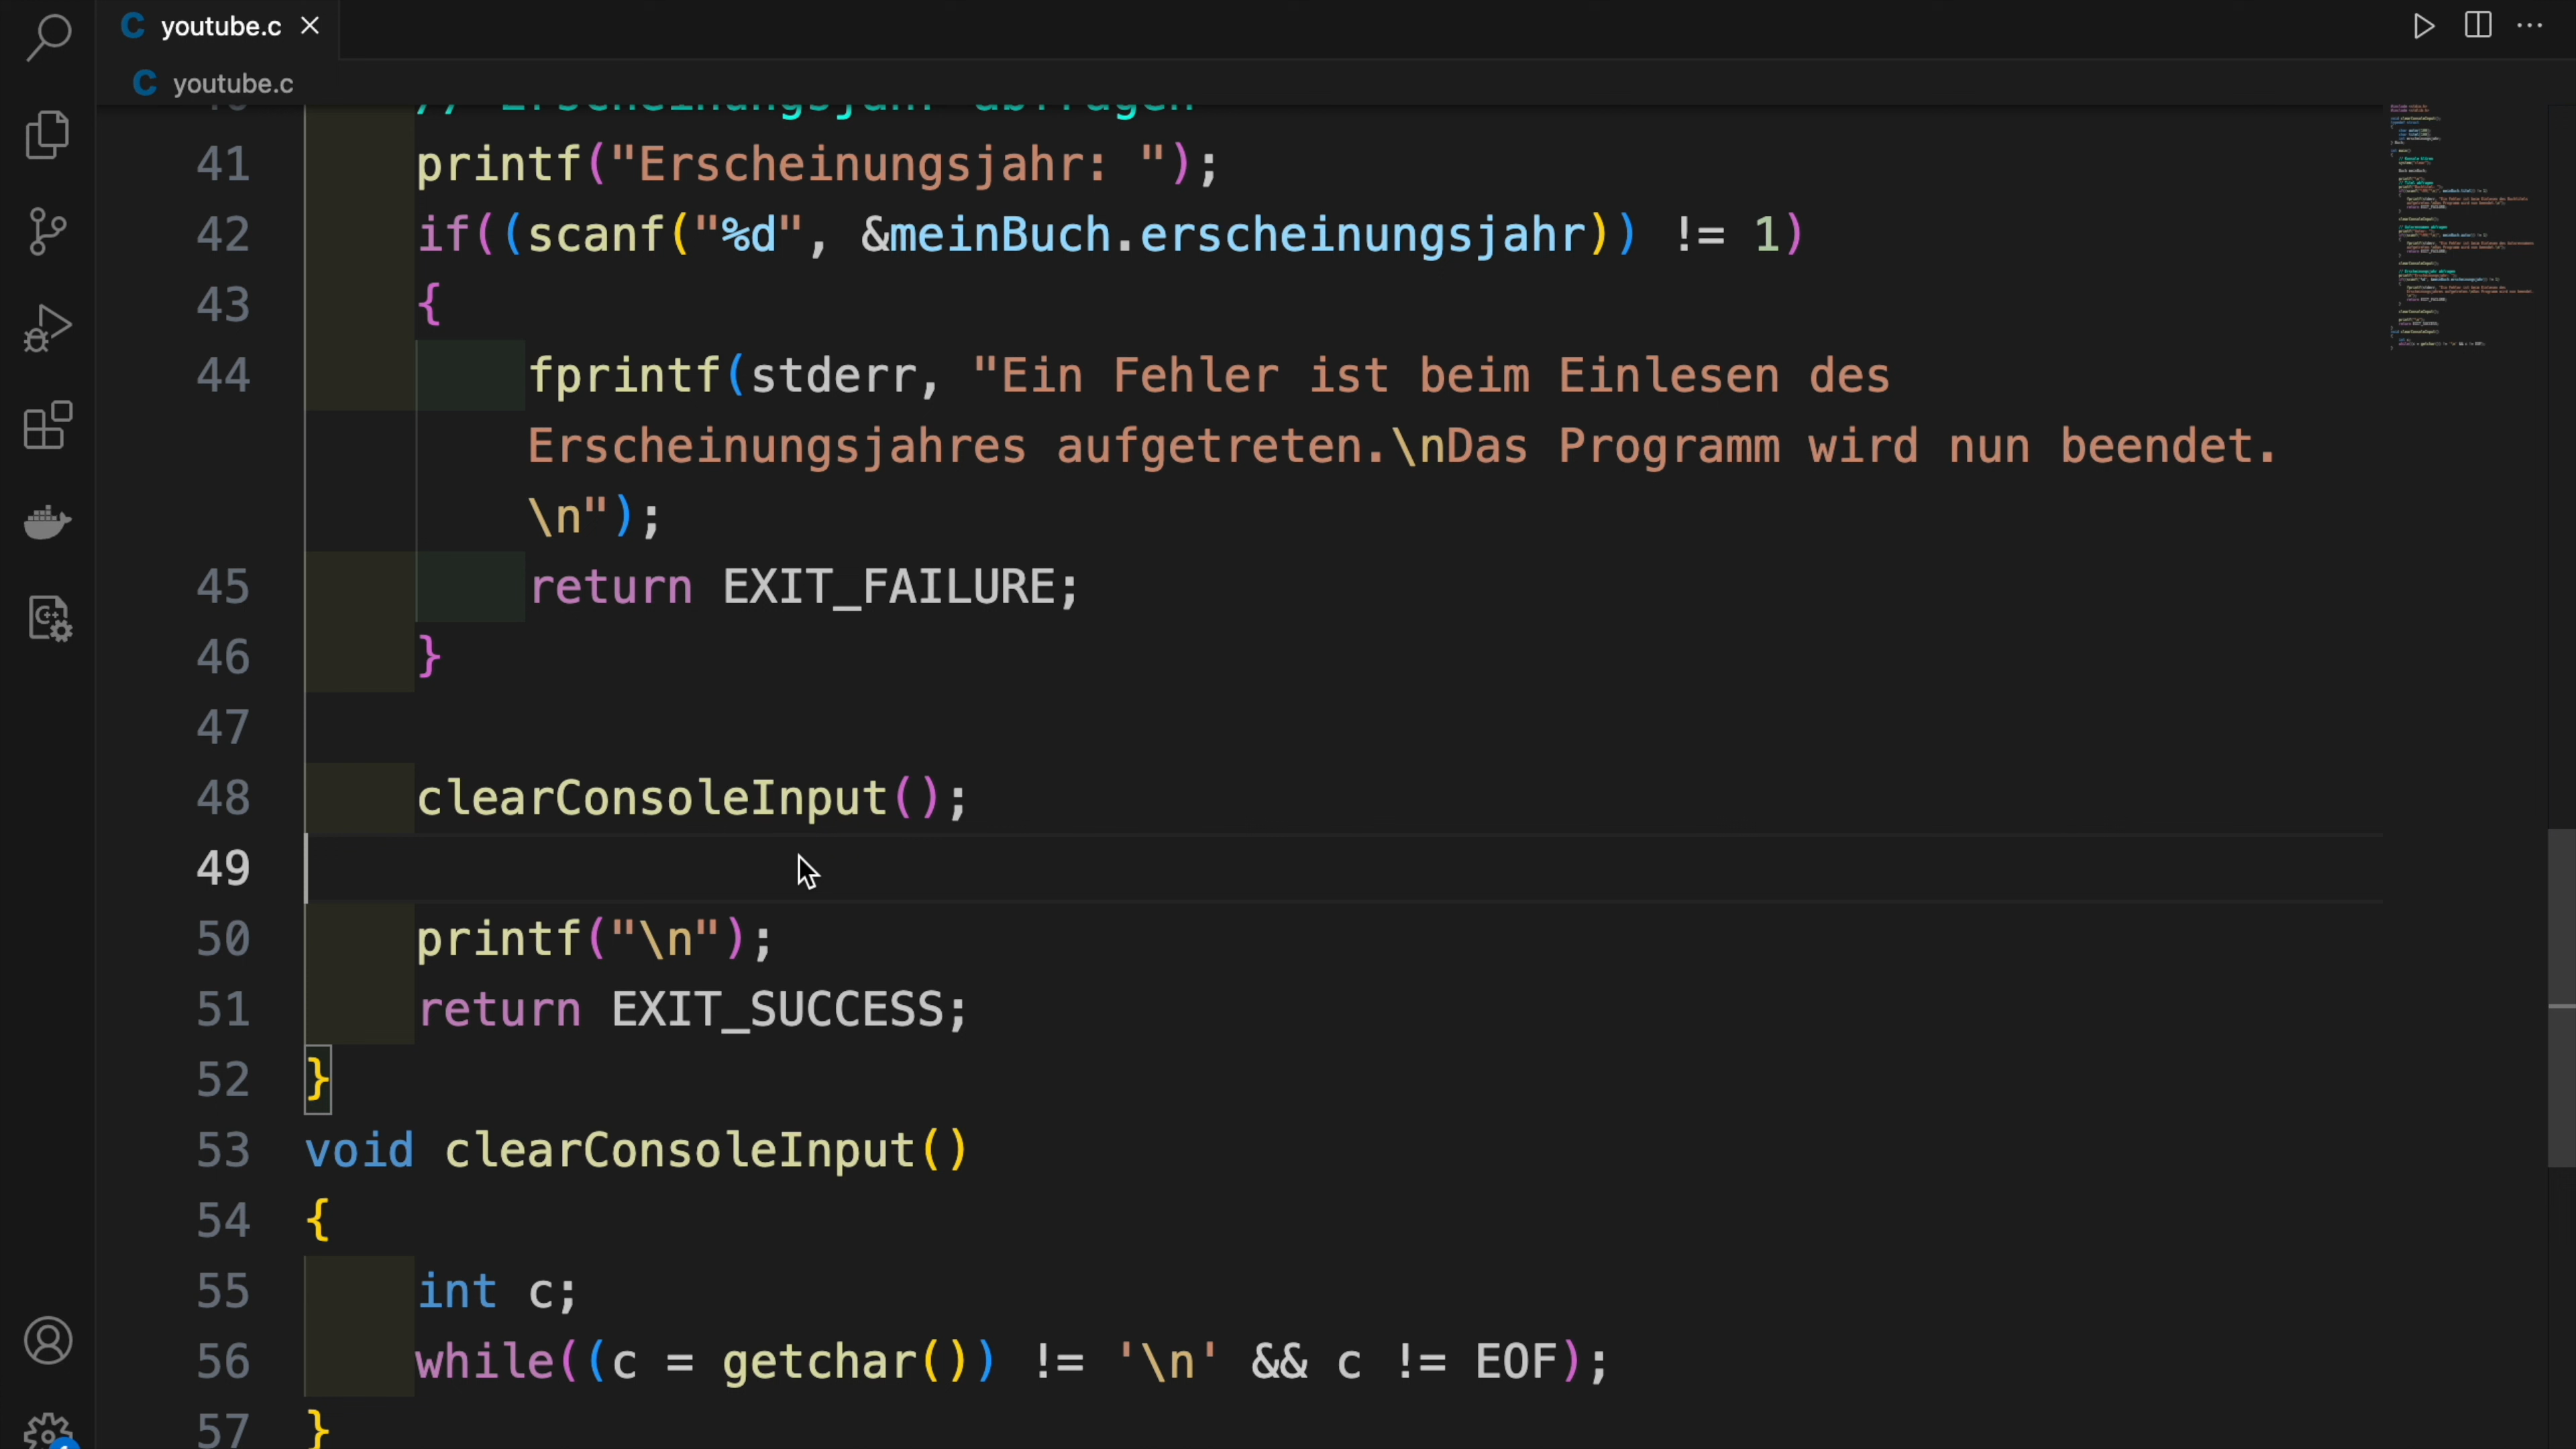 C youtube.c
C youtube.c
// Erscheinungsjahr abfragen
41 printf("Erscheinungsjahr: ");
42 if((scanf("%d", &meinBuch.erscheinungsjahr)) != 1)
43 {
44 fprintf(stderr, "Ein Fehler ist beim Einlesen des
Erscheinungsjahres aufgetreten.\nDas Programm wird nun beendet.
\n");
45 return EXIT_FAILURE;
46 }
47
48 clearConsoleInput();
49
50 printf("\n");
51 return EXIT_SUCCESS;
52 }
53 void clearConsoleInput()
54 {
55 int c;
56 while((c = getchar()) != '\n' && c != EOF);
57 }